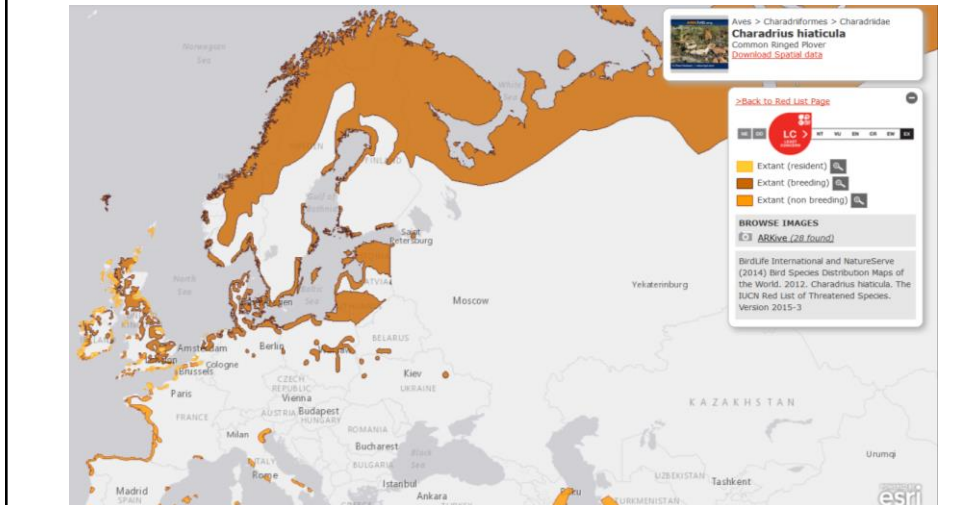 Aves > Charadriiformes > Charadriidae
Charadrius hiaticula
Common Ringed Plover
Download Spatial data
>Back to Red List Page
NE DD LC > NT VU EN CR EW EX
LEAST CONCERN
Extant (resident)
Extant (breeding)
Extant (non breeding)
BROWSE IMAGES
ARKive (28 found)
BirdLife International and NatureServe
(2014) Bird Species Distribution Maps of
the World. 2012. Charadrius hiaticula. The
IUCN Red List of Threatened Species.
Version 2015-3
Norwegian
Sea
White
Sea
FINLAND
Gulf of
Bothnia
Saint
Petersburg
North
Sea
Baltic
Sea
LATVIA
Moscow
Yekaterinburg
Amsterdam
Berlin
BELARUS
London
Brussels
Cologne
Kiev
UKRAINE
Paris
CZECH
REPUBLIC
Vienna
KAZAKHSTAN
FRANCE
AUSTRIA
Budapest
HUNGARY
Milan
ROMANIA
Bucharest
Black
Sea
Urumqi
ITALY
Rome
BULGARIA
UZBEKISTAN
Tashkent
Istanbul
Madrid
SPAIN
Ankara
Baku
TURKMENISTAN
esri